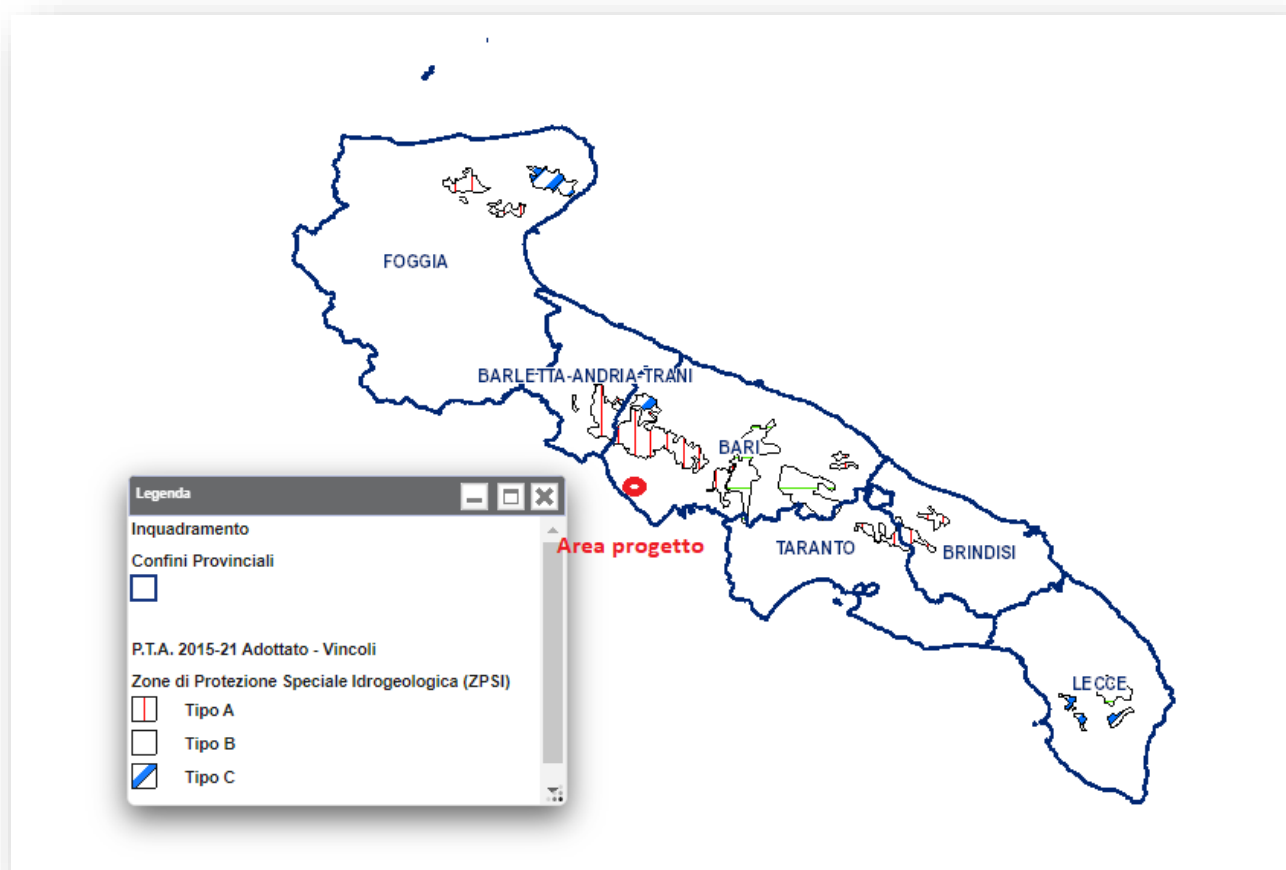 FOGGIA
BARLETTA-ANDRIA-TRANI
BARI
Legenda
Inquadramento
Confini Provinciali
P.T.A. 2015-21 Adottato - Vincoli
Zone di Protezione Speciale Idrogeologica (ZPSI)
Tipo A
Tipo B
Tipo C
Area progetto
TARANTO
BRINDISI
LECCE